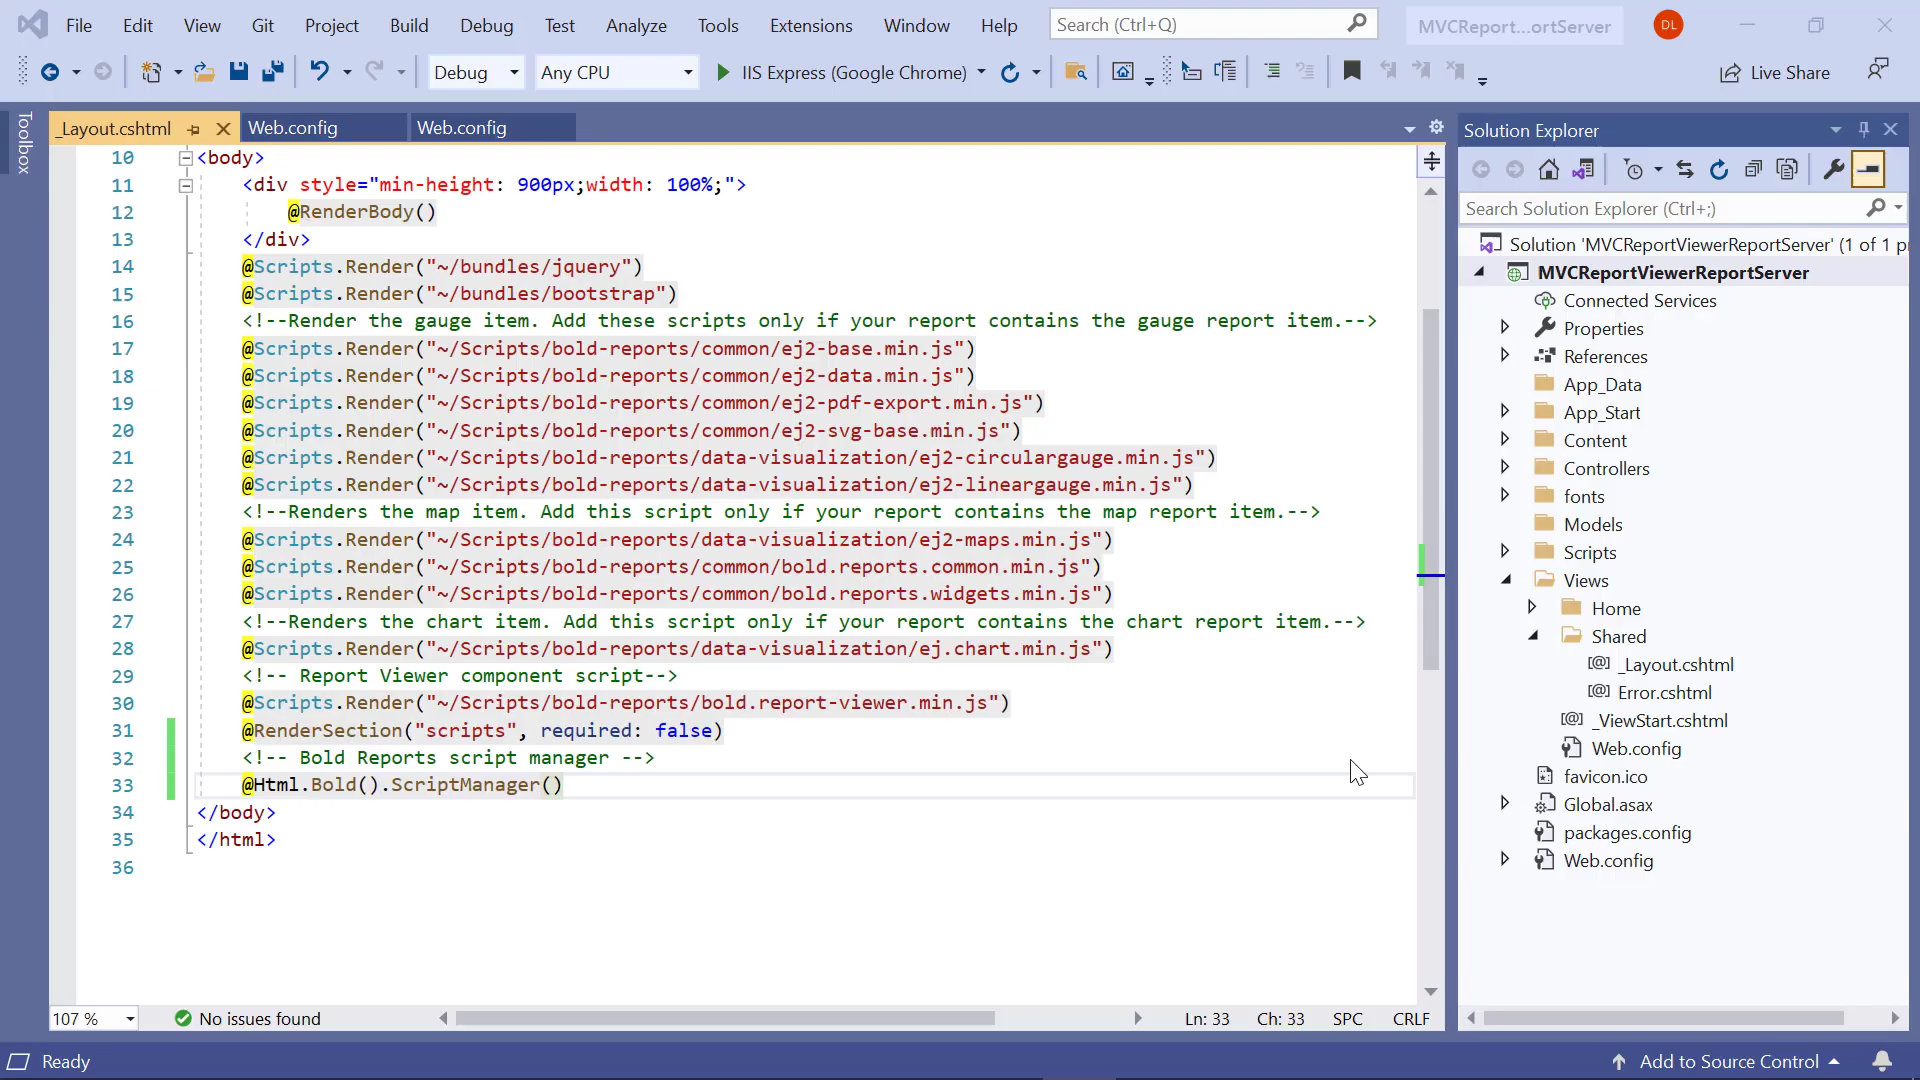 File Edit View Git Project Build Debug Test Analyze Tools Extensions Window Help Search (Ctrl+Q) MVCReport...ortServer DL
Debug Any CPU IIS Express (Google Chrome) Live Share
Toolbox
_Layout.cshtml Web.config Web.config
10 <body>
11 <div style="min-height: 900px;width: 100%;">
12 @RenderBody()
13 </div>
14 @Scripts.Render("~/bundles/jquery")
15 @Scripts.Render("~/bundles/bootstrap")
16 <!--Render the gauge item. Add these scripts only if your report contains the gauge report item.-->
17 @Scripts.Render("~/Scripts/bold-reports/common/ej2-base.min.js")
18 @Scripts.Render("~/Scripts/bold-reports/common/ej2-data.min.js")
19 @Scripts.Render("~/Scripts/bold-reports/common/ej2-pdf-export.min.js")
20 @Scripts.Render("~/Scripts/bold-reports/common/ej2-svg-base.min.js")
21 @Scripts.Render("~/Scripts/bold-reports/data-visualization/ej2-circulargauge.min.js")
22 @Scripts.Render("~/Scripts/bold-reports/data-visualization/ej2-lineargauge.min.js")
23 <!--Renders the map item. Add this script only if your report contains the map report item.-->
24 @Scripts.Render("~/Scripts/bold-reports/data-visualization/ej2-maps.min.js")
25 @Scripts.Render("~/Scripts/bold-reports/common/bold.reports.common.min.js")
26 @Scripts.Render("~/Scripts/bold-reports/common/bold.reports.widgets.min.js")
27 <!--Renders the chart item. Add this script only if your report contains the chart report item.-->
28 @Scripts.Render("~/Scripts/bold-reports/data-visualization/ej.chart.min.js")
29 <!-- Report Viewer component script-->
30 @Scripts.Render("~/Scripts/bold-reports/bold.report-viewer.min.js")
31 @RenderSection("scripts", required: false)
32 <!-- Bold Reports script manager -->
33 @Html.Bold().ScriptManager()
34 </body>
35 </html>
36
107 % No issues found Ln: 33 Ch: 33 SPC CRLF
Solution Explorer
Search Solution Explorer (Ctrl+;)
Solution 'MVCReportViewerReportServer' (1 of 1 pr
MVCReportViewerReportServer
Connected Services
Properties
References
App_Data
App_Start
Content
Controllers
fonts
Models
Scripts
Views
Home
Shared
_Layout.cshtml
Error.cshtml
_ViewStart.cshtml
Web.config
favicon.ico
Global.asax
packages.config
Web.config
Ready Add to Source Control